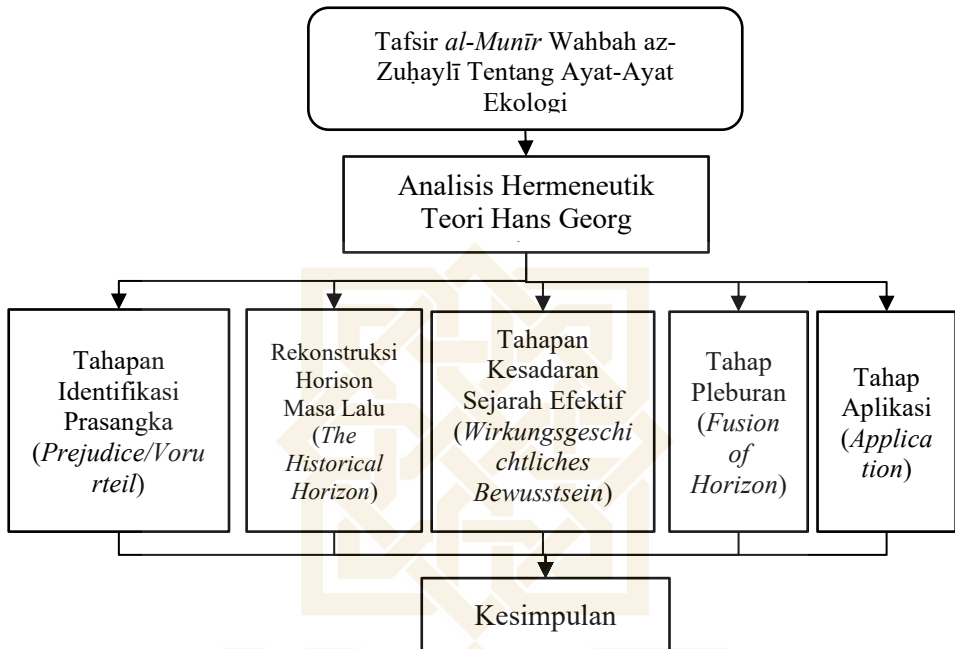 Tafsir al-Munīr Wahbah az-
Zuḥaylī Tentang Ayat-Ayat
Ekologi
Analisis Hermeneutik
Teori Hans Georg
Tahapan
Identifikasi
Prasangka
(Prejudice/Voru
rteil)
Rekonstruksi
Horison
Masa Lalu
(The
Historical
Horizon)
Tahapan
Kesadaran
Sejarah Efektif
(Wirkungsgeschi
chtliches
Bewusstsein)
Tahap
Pleburan
(Fusion
of
Horizon)
Tahap
Aplikasi
(Applica
tion)
Kesimpulan